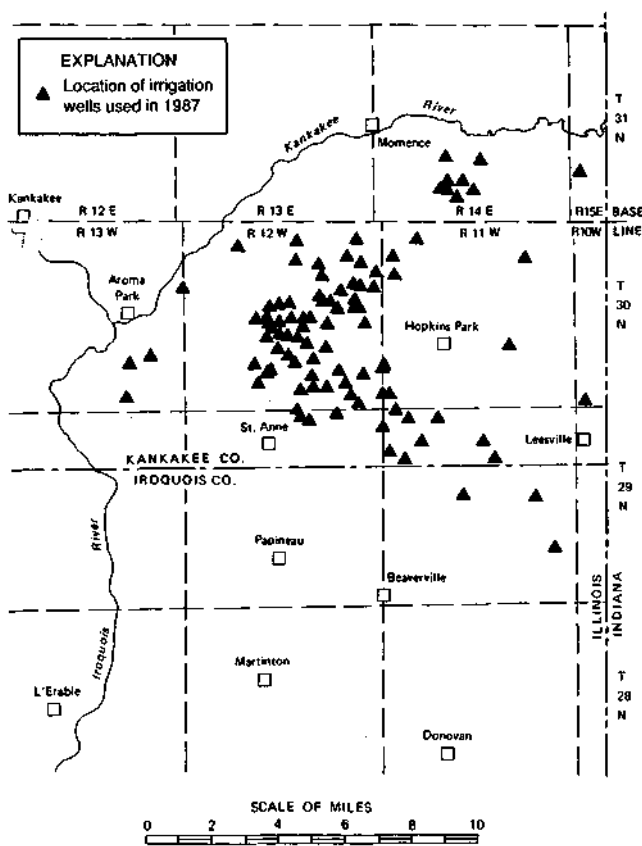 EXPLANATION
Location of irrigation
wells used in 1987
T
31
N
River
Kankakee
Momence
Kankakee
R 12 E
R 13 E
R 14 E
R15E
BASE
R 13 W
R 12 W
R 11 W
R10W
LINE
Aroma
Park
T
30
N
Hopkins Park
St. Anne
Leesville
KANKAKEE CO.
IROQUOIS CO.
T
29
N
River
Papineau
Beaverville
ILLINOIS
INDIANA
Iroquois
Martinton
L'Erable
T
28
N
Donovan
SCALE OF MILES
0 2 4 6 8 10